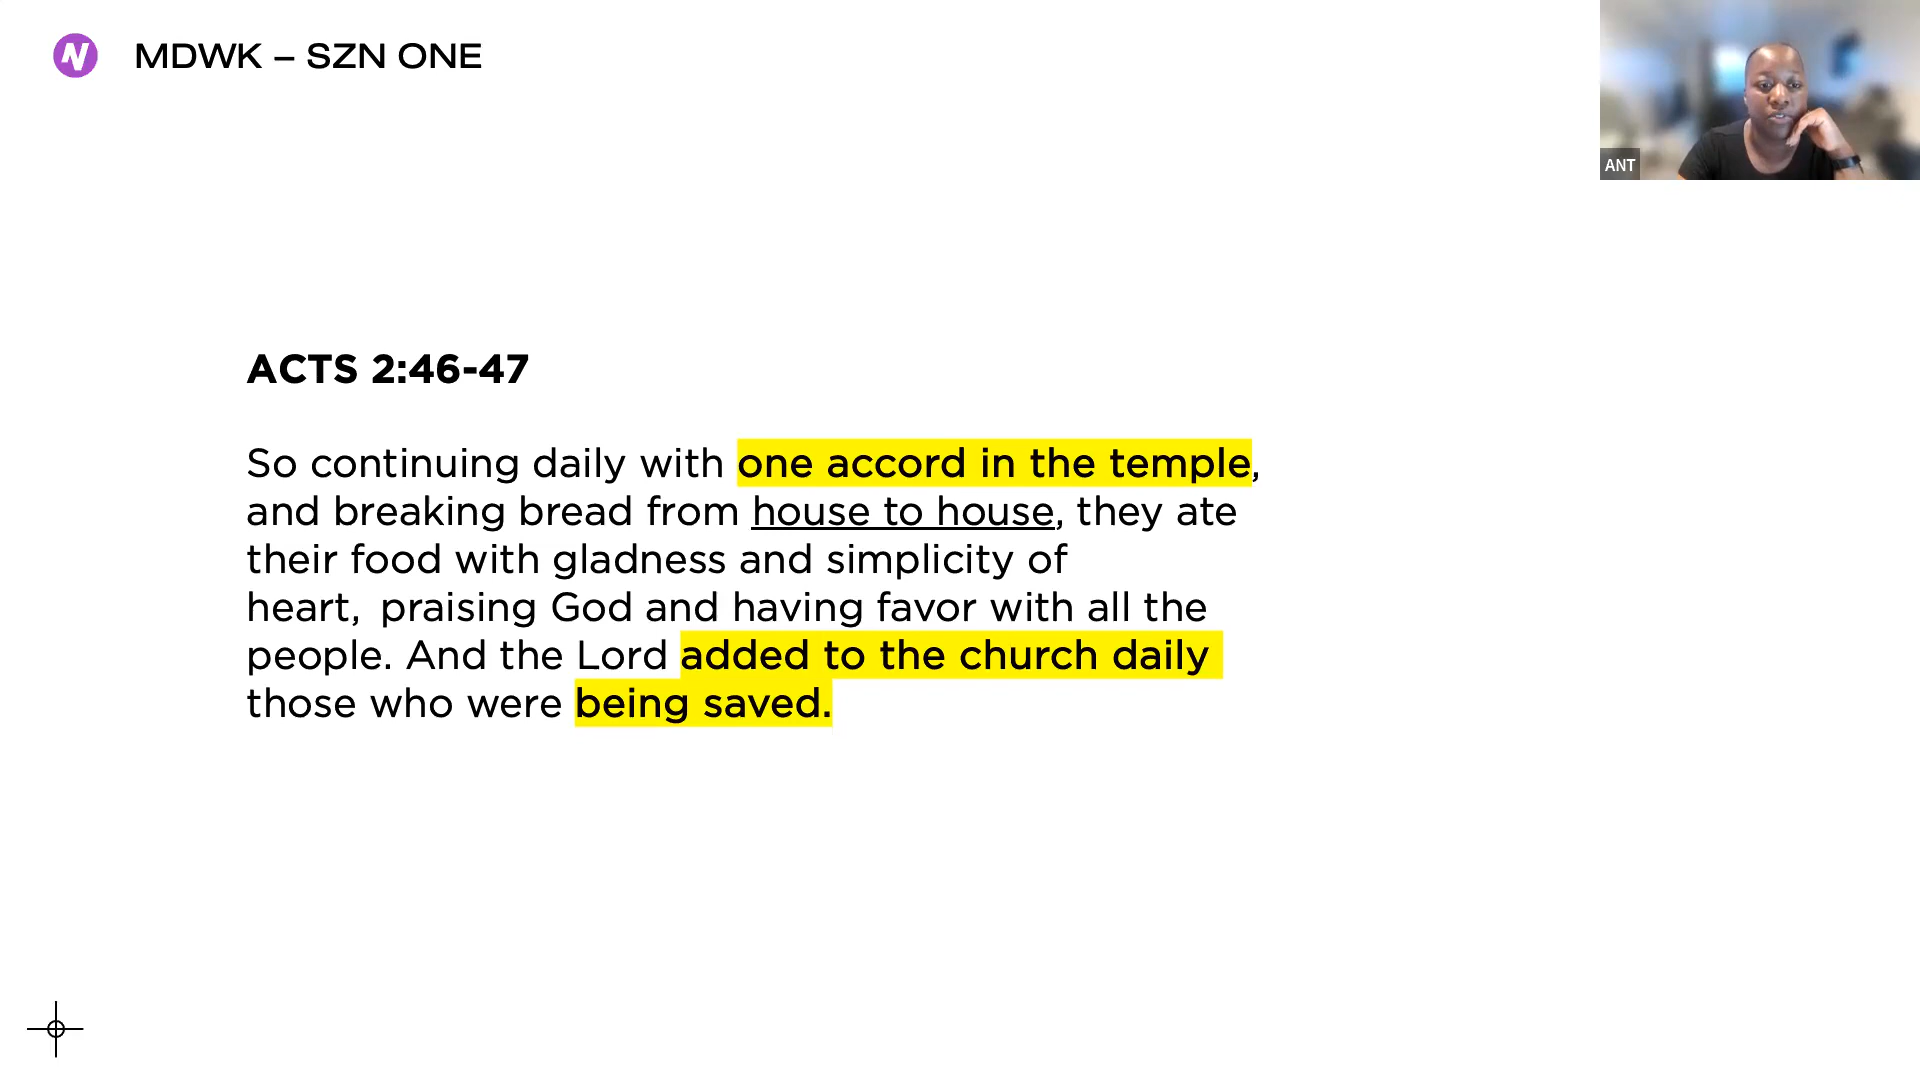 N MDWK – SZN ONE
ANT
ACTS 2:46-47
So continuing daily with one accord in the temple,
and breaking bread from house to house, they ate
their food with gladness and simplicity of
heart, praising God and having favor with all the
people. And the Lord added to the church daily
those who were being saved.